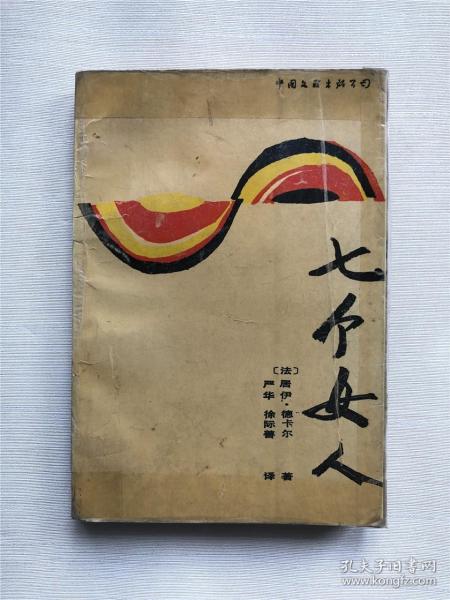 中国文联出版公司
七个女人
〔法〕居伊·德卡尔 著
严华 徐际善 译
孔夫子旧书网
www.kongfz.com